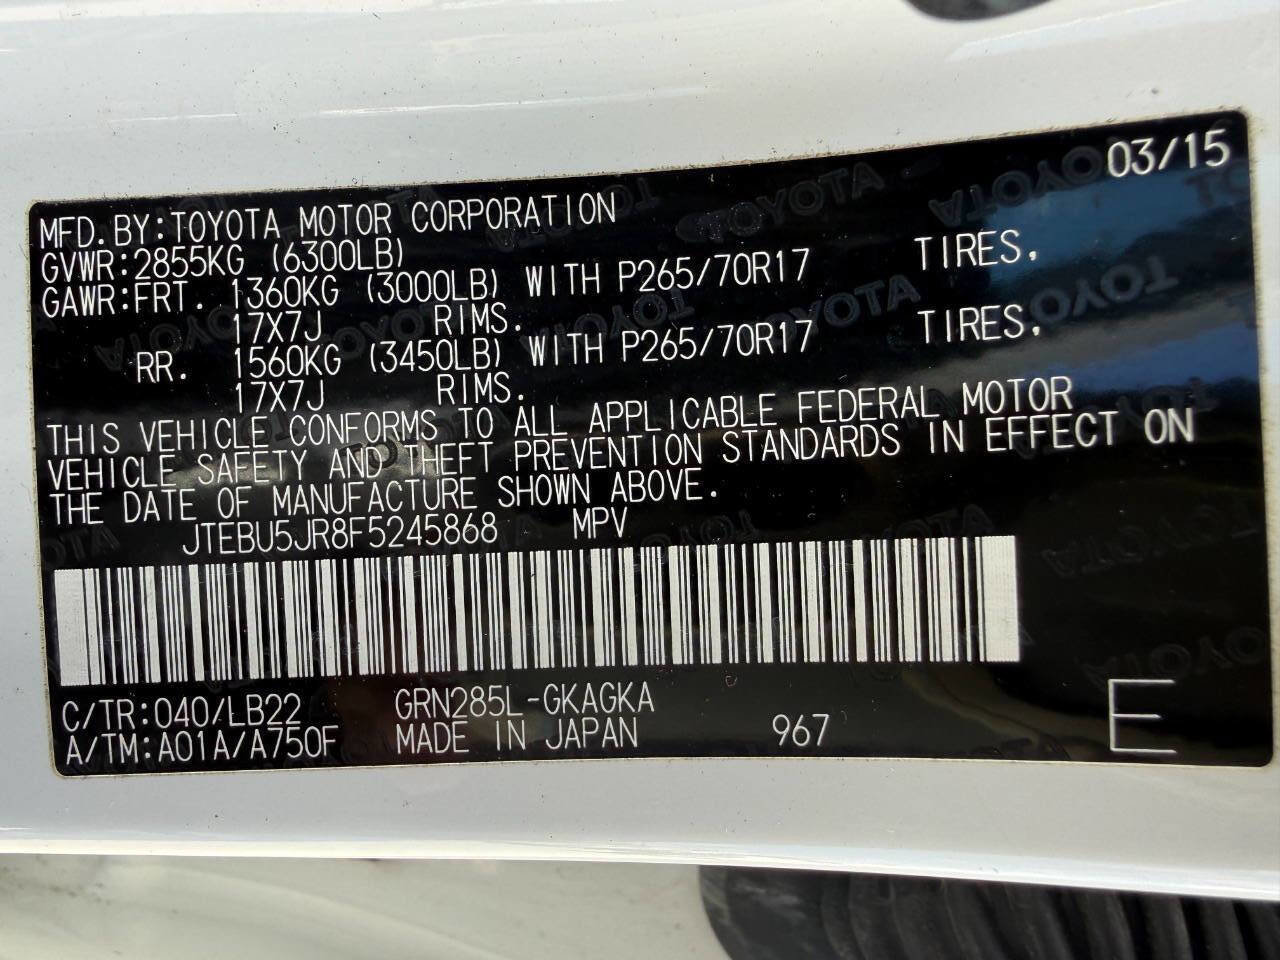 03/15
MFD.BY:TOYOTA MOTOR CORPORATION
GVWR:2855KG (6300LB)
GAWR:FRT. 1360KG (3000LB) WITH P265/70R17 TIRES,
17X7J RIMS.
RR. 1560KG (3450LB) WITH P265/70R17 TIRES,
17X7J RIMS.
THIS VEHICLE CONFORMS TO ALL APPLICABLE FEDERAL MOTOR
VEHICLE SAFETY AND THEFT PREVENTION STANDARDS IN EFFECT ON
THE DATE OF MANUFACTURE SHOWN ABOVE.
JTEBU5JR8F5245868 MPV
C/TR:040/LB22 GRN285L-GKAGKA
A/TM:A01A/A750F MADE IN JAPAN 967 E